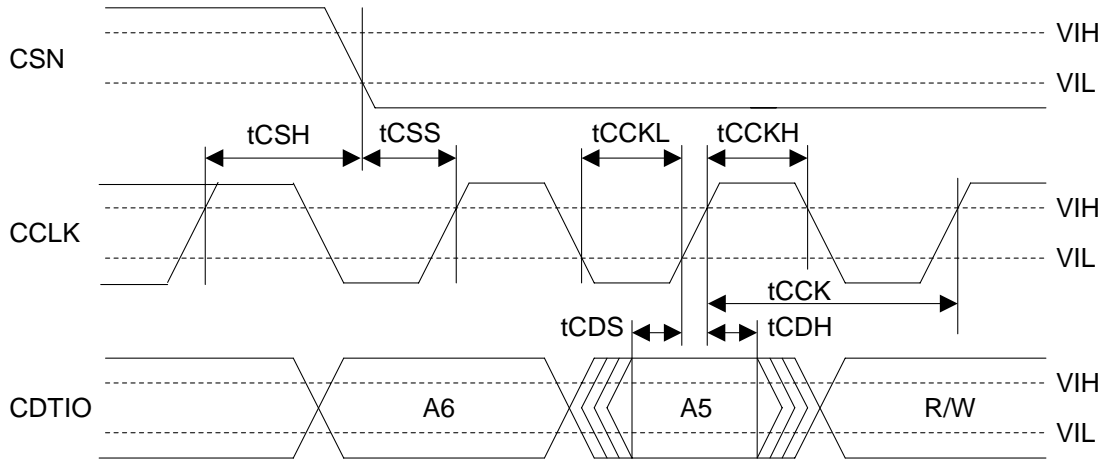 VIH
CSN
VIL
tCSH tCSS tCCKL tCCKH
VIH
CCLK
VIL
tCCK
tCDS tCDH
VIH
CDTIO A6 A5 R/W
VIL